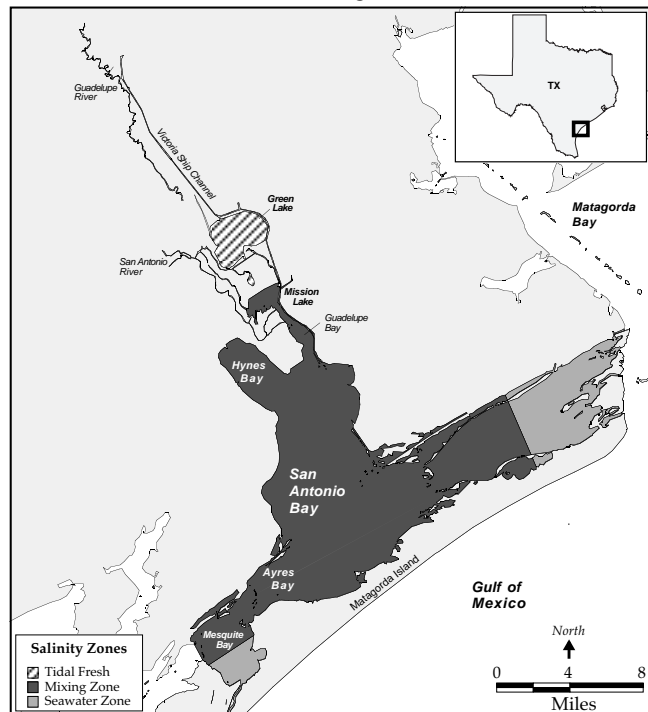 TX
Guadelupe
River
Victoria Ship Channel
Green
Lake
Matagorda
Bay
San Antonio
River
Mission
Lake
Guadelupe
Bay
Hynes
Bay
San
Antonio
Bay
Ayres
Bay
Matagorda Island
Gulf of
Mexico
Mesquite
Bay
Salinity Zones
Tidal Fresh
Mixing Zone
Seawater Zone
North
0 4 8
Miles